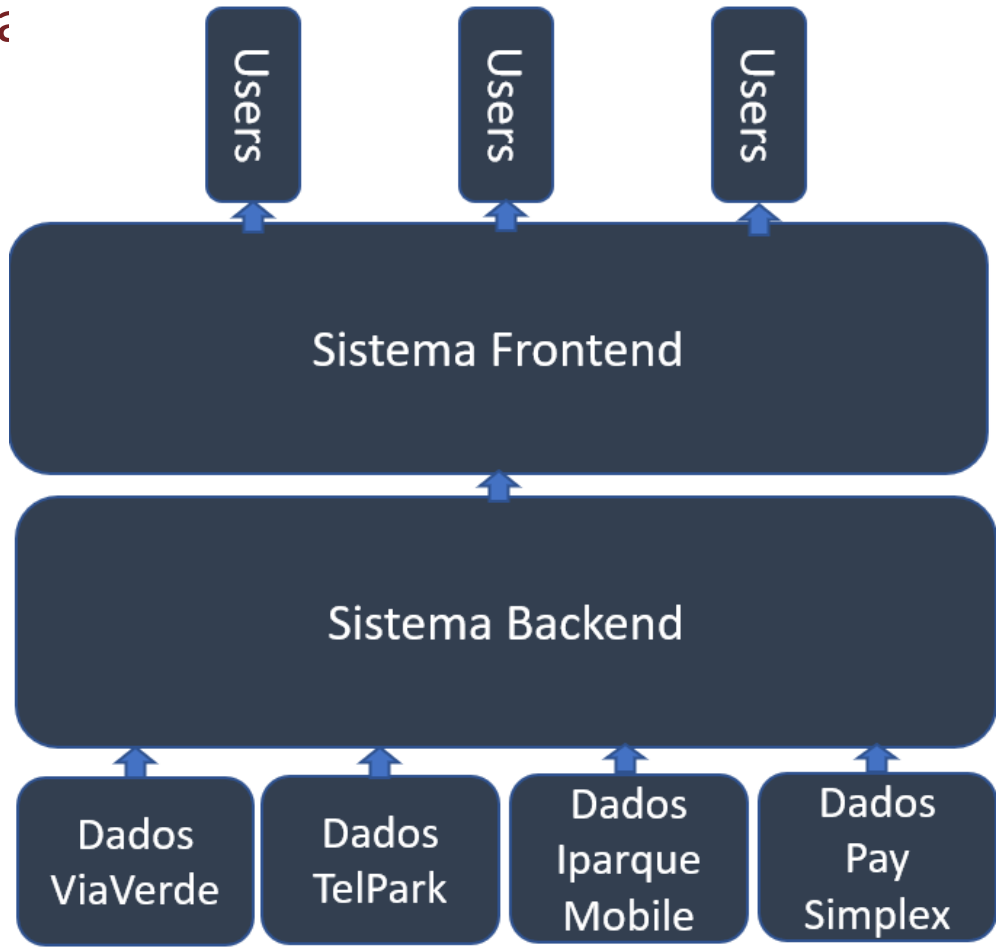 Users
Users
Users
Sistema Frontend
Sistema Backend
Dados
ViaVerde
Dados
TelPark
Dados
Iparque
Mobile
Dados
Pay
Simplex